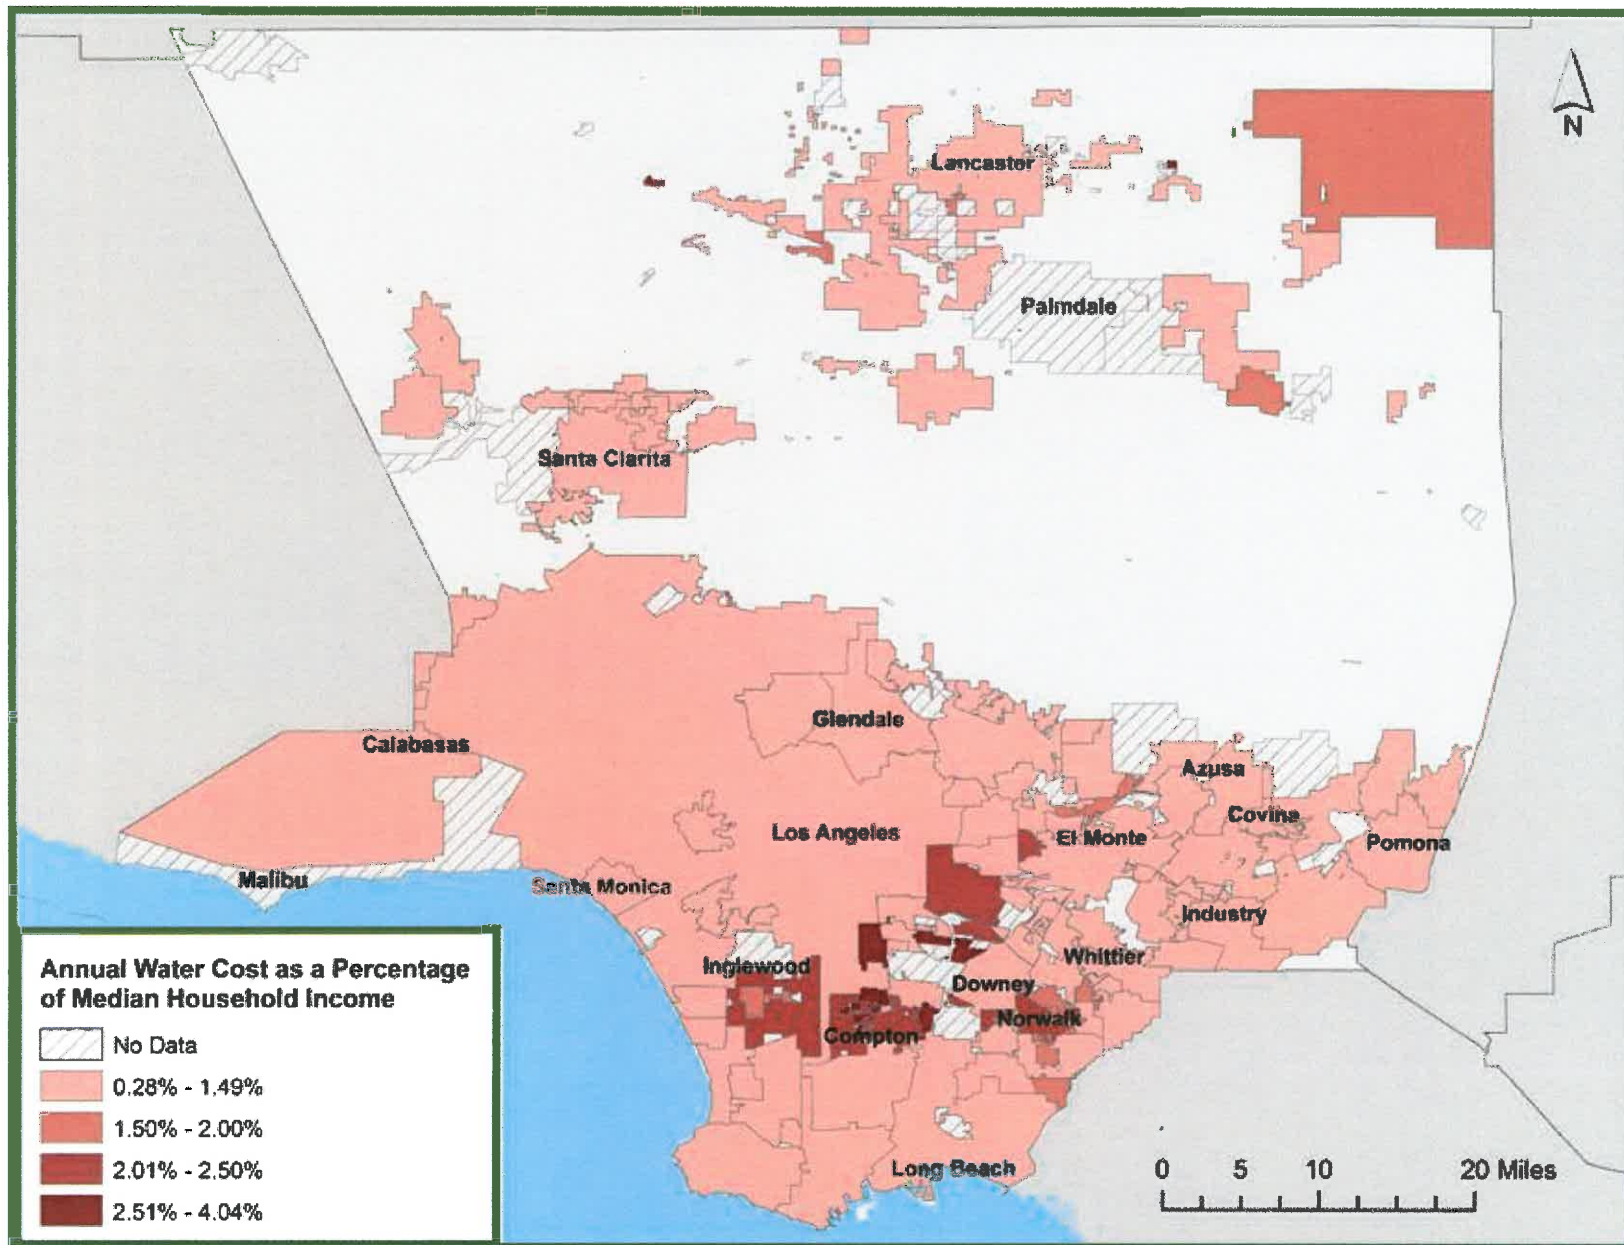 N
Lancaster
Palmdale
Santa Clarita
Glendale
Calabasas
Azusa
Covina
Los Angeles
El Monte
Pomona
Malibu
Santa Monica
Industry
Whittier
Inglewood
Downey
Norwalk
Compton
Long Beach
Annual Water Cost as a Percentage
of Median Household Income
No Data
0.28% - 1.49%
1.50% - 2.00%
2.01% - 2.50%
2.51% - 4.04%
0 5 10 20 Miles